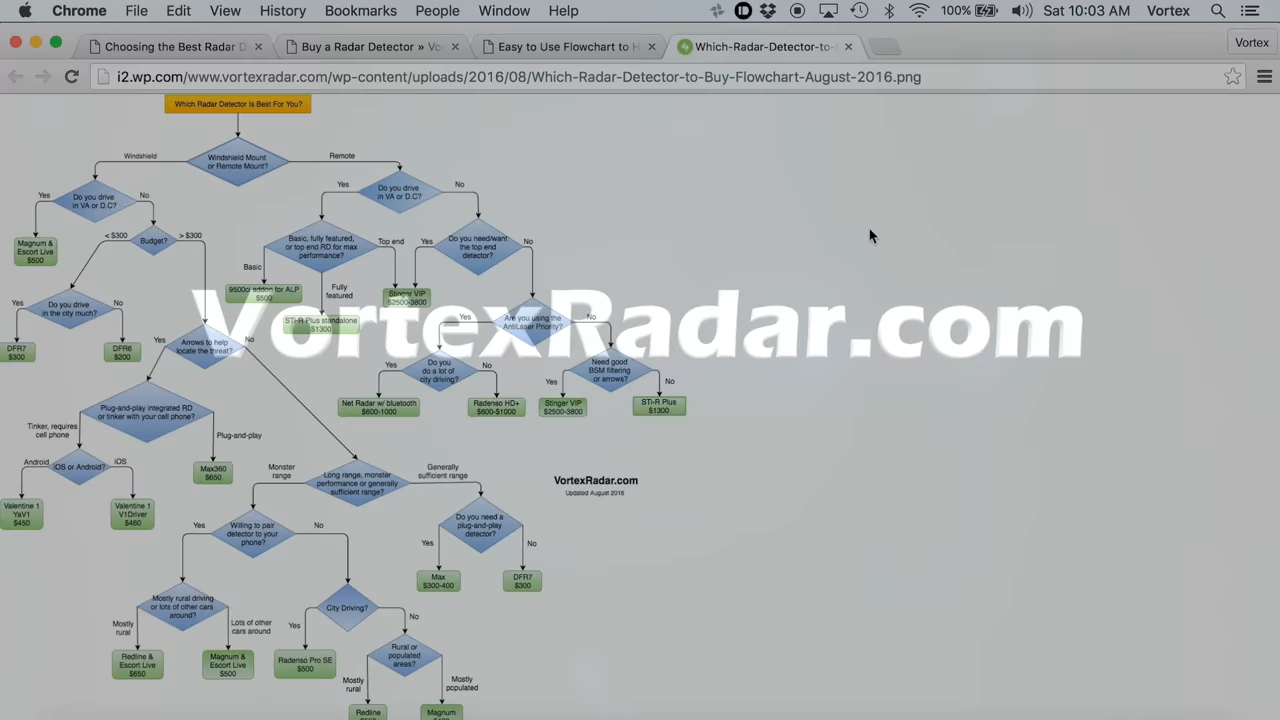 Chrome File Edit View History Bookmarks People Window Help 100% Sat 10:03 AM Vortex
Choosing the Best Radar D
Buy a Radar Detector » Vo
Easy to Use Flowchart to H
Which-Radar-Detector-to-
Vortex
i2.wp.com/www.vortexradar.com/wp-content/uploads/2016/08/Which-Radar-Detector-to-Buy-Flowchart-August-2016.png
Which Radar Detector Is Best For You?
Windshield
Windshield Mount
or Remote Mount?
Remote
Yes
Do you drive
in VA or D.C?
No
Yes
Do you drive
in VA or D.C?
No
Magnum &
Escort Live
$500
< $300
Budget?
> $300
Basic, fully featured,
or top end RD for max
performance?
Top end
Basic
Fully
featured
Yes
Do you need/want
the top end
detector?
No
9500ci addon for ALP
$500
STi-R Plus standalone
$1300
Stinger VIP
$2500-3800
VortexRadar.com
Yes
Do you drive
in the city much?
No
DFR7
$300
DFR6
$200
Yes
Arrows to help
locate the threat?
No
Yes
Are you using the
AntiLaser Priority?
No
Yes
Do you
do a lot of
city driving?
No
Yes
Need good
BSM filtering
or arrows?
No
Net Radar w/ bluetooth
$800-1000
Radenso HD+
$600-$1000
Stinger VIP
$2500-3800
STi-R Plus
$1300
Plug-and-play integrated RD
or tinker with your cell phone?
Tinker, requires
cell phone
Plug-and-play
Android
iOS or Android?
iOS
Max360
$650
Valentine 1
YaV1
$450
Valentine 1
V1Driver
$460
Monster
range
Long range, monster
performance or generally
sufficient range?
Generally
sufficient range
VortexRadar.com
Updated August 2016
Yes
Willing to pair
detector to your
phone?
No
Do you need a
plug-and-play
detector?
Yes
No
Max
$300-400
DFR7
$300
Mostly rural driving
or lots of other cars
around?
Mostly
rural
Lots of other
cars around
City Driving?
Yes
No
Redline &
Escort Live
$650
Magnum &
Escort Live
$500
Radenso Pro SE
$500
Rural or
populated
areas?
Mostly
rural
Mostly
populated
Redline
Magnum